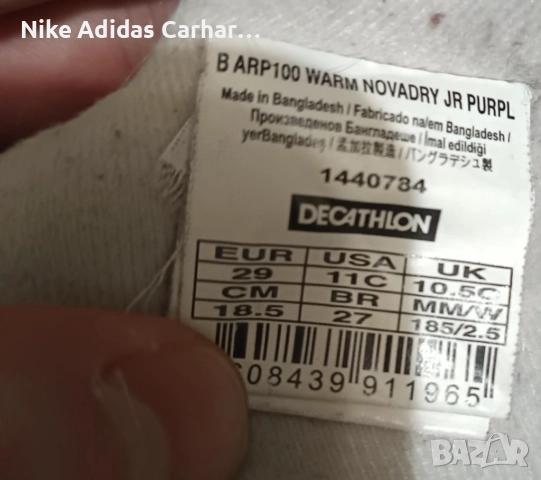 Nike Adidas Carhar...
B ARP100 WARM NOVADRY JR PURPL
Made in Bangladesh / Fabricado na/em Bangladesh /
Произведенов Бангладеше / İmal edildiği
yerBangladeş / 孟加拉製造 / バングラデシュ製
1440784
DECATHLON
EUR USA UK
29 11C 10.5C
CM BR MM/W
18.5 27 185/2.5
608439 911965
BAZAR